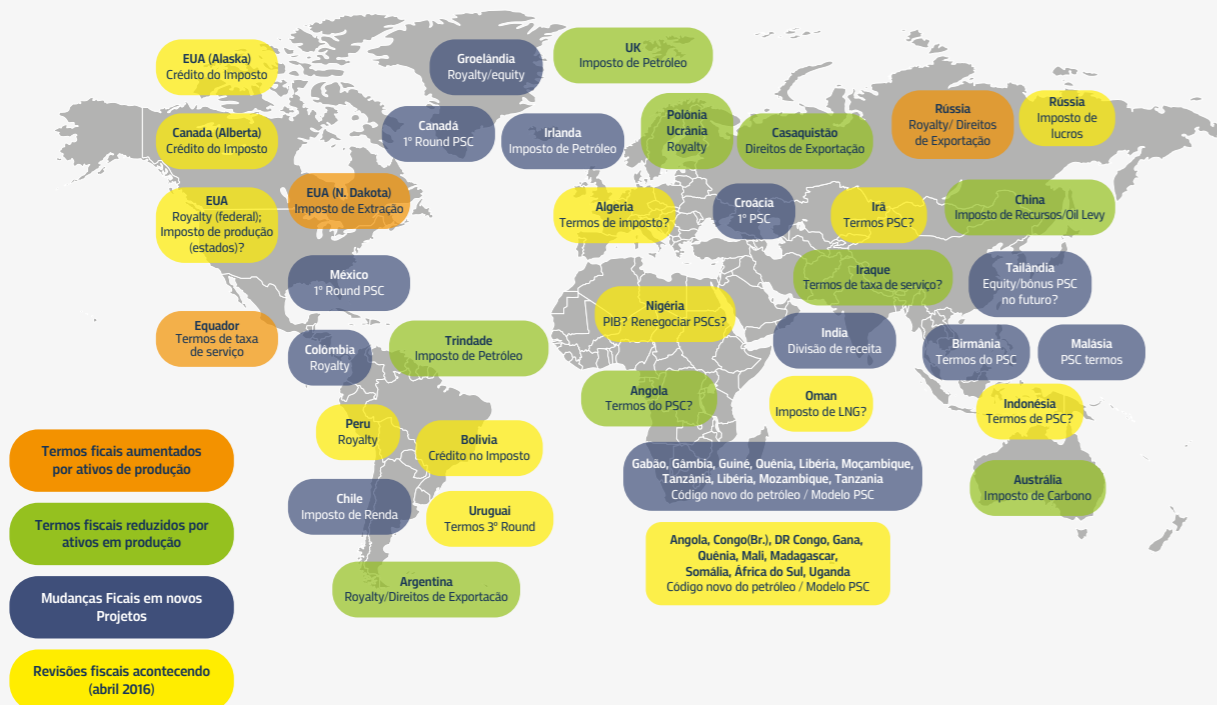 EUA (Alaska)
Crédito do Imposto
Groelândia
Royalty/equity
UK
Imposto de Petróleo
Canada (Alberta)
Crédito do Imposto
Canadá
1º Round PSC
Irlanda
Imposto de Petróleo
Polônia
Ucrânia
Royalty
Casaquistão
Direitos de Exportação
Rússia
Royalty/ Direitos
de Exportação
Rússia
Imposto de
lucros
EUA
Royalty (federal);
Imposto de produção
(estados)?
EUA (N. Dakota)
Imposto de Extração
Algeria
Termos de imposto?
Croácia
1º PSC
Irã
Termos PSC?
China
Imposto de Recursos/Oil Levy
México
1º Round PSC
Iraque
Termos de taxa de serviço?
Tailândia
Equity/bônus PSC
no futuro?
Equador
Termos de taxa
de serviço
Colômbia
Royalty
Trindade
Imposto de Petróleo
Nigéria
PIB? Renegociar PSCs?
India
Divisão de receita
Birmânia
Termos do PSC
Malásia
PSC termos
Angola
Termos do PSC?
Oman
Imposto de LNG?
Indonésia
Termos de PSC?
Peru
Royalty
Bolivia
Crédito no Imposto
Gabão, Gâmbia, Guiné, Quênia, Libéria, Moçambique,
Tanzânia, Libéria, Mozambique, Tanzania
Código novo do petróleo / Modelo PSC
Austrália
Imposto de Carbono
Chile
Imposto de Renda
Uruguai
Termos 3º Round
Angola, Congo(Br.), DR Congo, Gana,
Quênia, Mali, Madagascar,
Somália, África do Sul, Uganda
Código novo do petróleo / Modelo PSC
Argentina
Royalty/Direitos de Exportacão
Termos ficais aumentados
por ativos de produção
Termos fiscais reduzidos por
ativos em produção
Mudanças Ficais em novos
Projetos
Revisões fiscais acontecendo
(abril 2016)